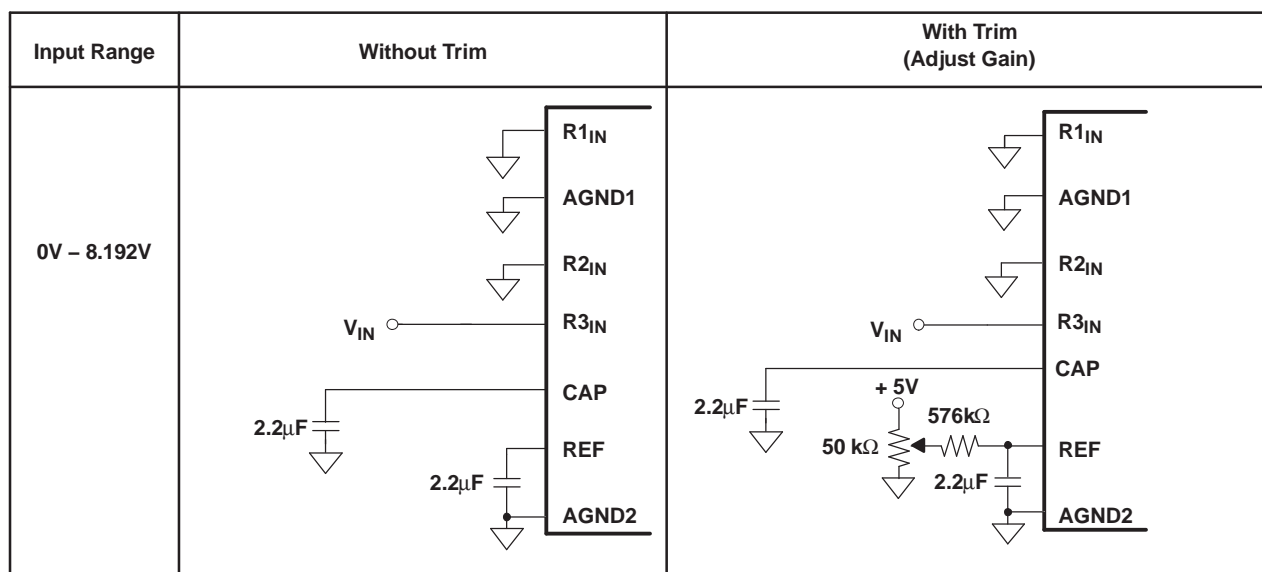 Input Range
Without Trim
With Trim
(Adjust Gain)
0V – 8.192V
R1IN
AGND1
R2IN
VIN
R3IN
CAP
2.2μF
REF
2.2μF
AGND2
R1IN
AGND1
R2IN
VIN
R3IN
CAP
+ 5V
2.2μF
576kΩ
50 kΩ
REF
2.2μF
AGND2